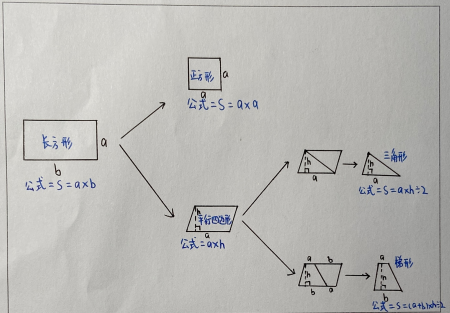 正方形
a
a
公式=S=a×a
长方形
a
b
公式=S=a×b
平行四边形
h
a
公式=a×h
h
a
三角形
h
a
公式=S=a×h÷2
a b
h
b a
梯形
a
h
b
公式=S=(a+b)×h÷2